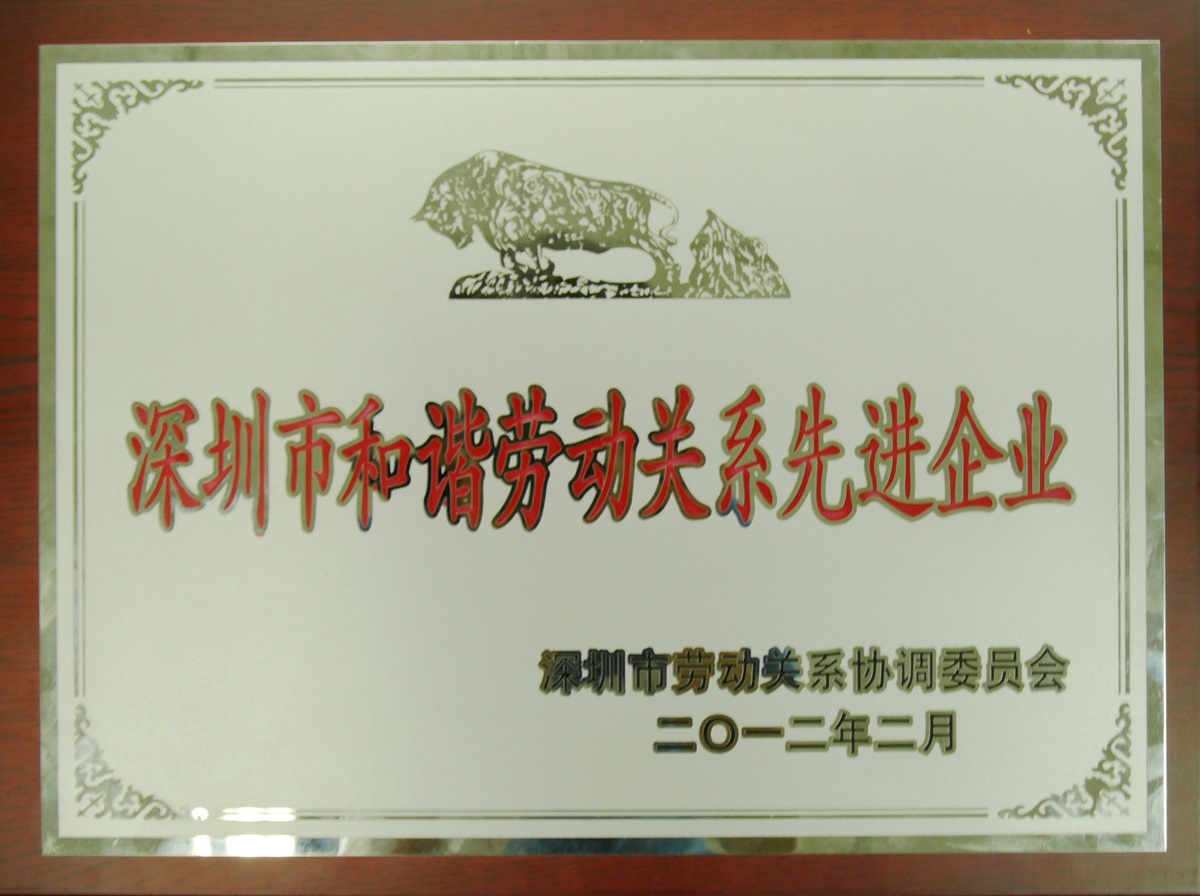 深圳市和谐劳动关系先进企业
深圳市劳动关系协调委员会
二〇一二年二月